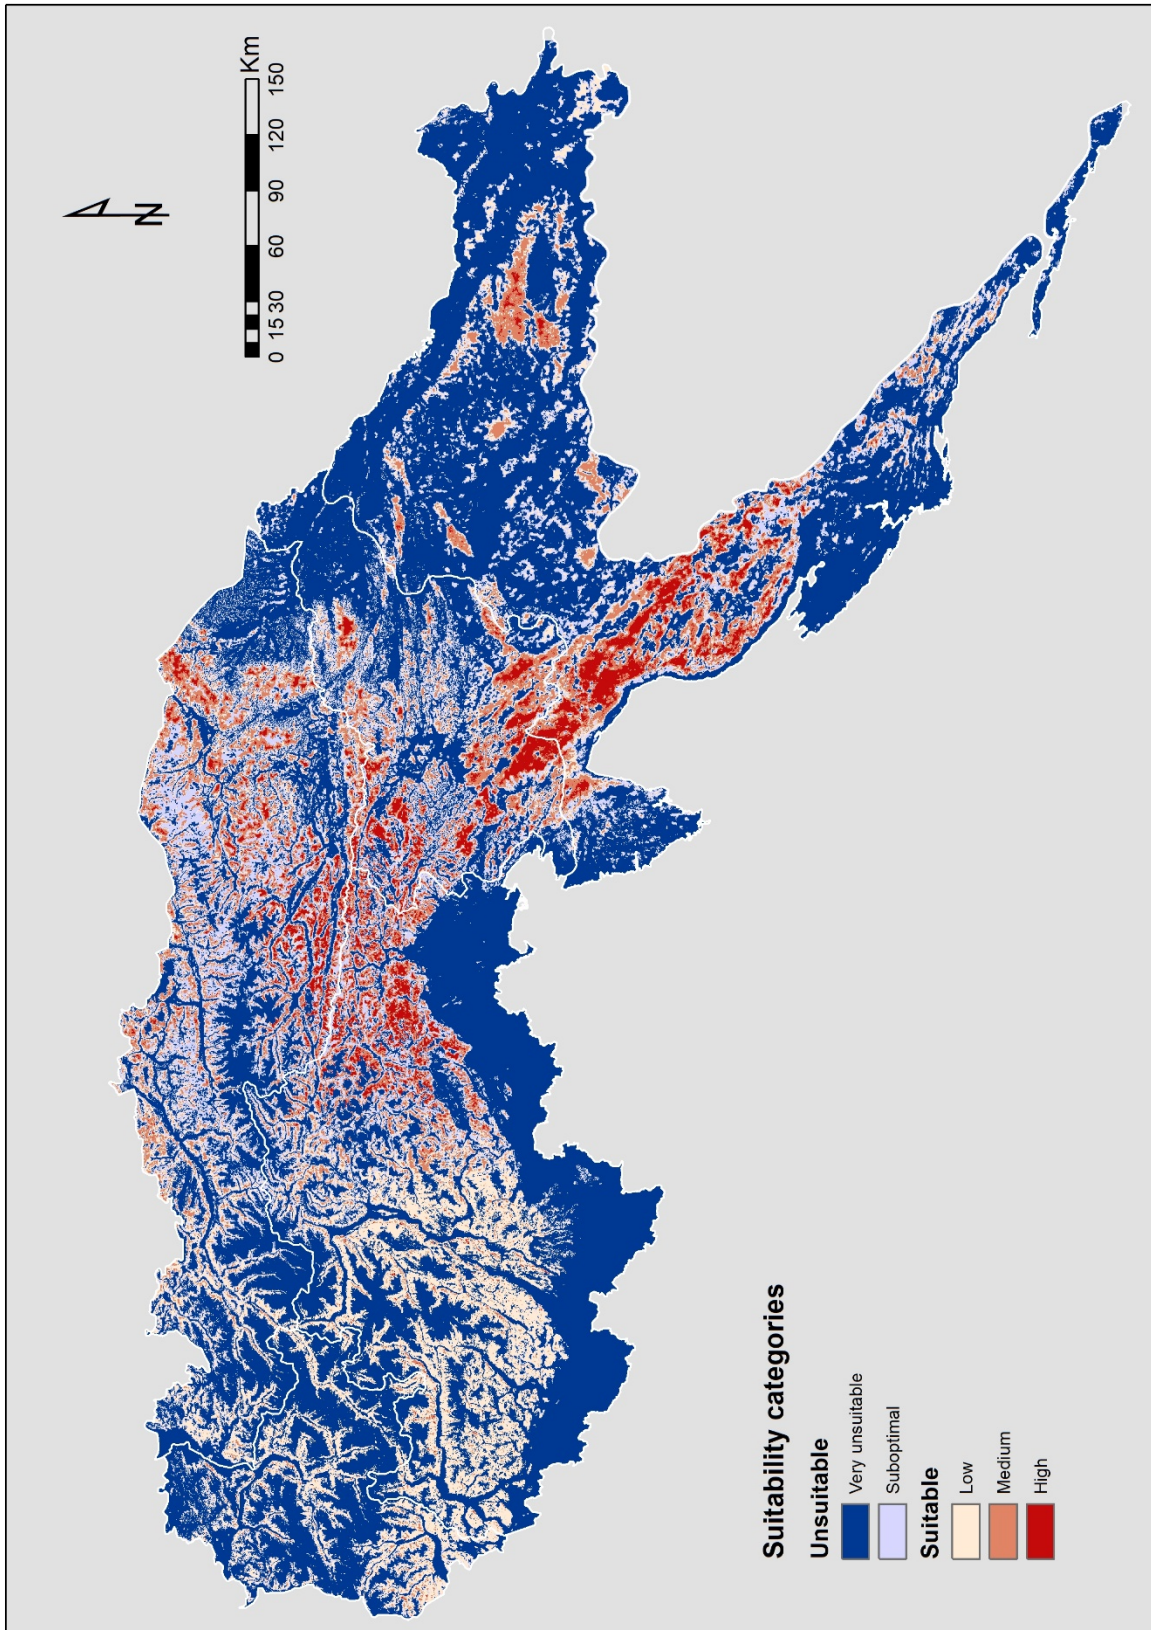 N
0 15 30 60 90 120 150
Km
Suitability categories
Unsuitable
Very unsuitable
Suboptimal
Suitable
Low
Medium
High